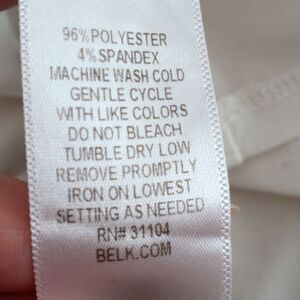 96% POLYESTER
4% SPANDEX
MACHINE WASH COLD
GENTLE CYCLE
WITH LIKE COLORS
DO NOT BLEACH
TUMBLE DRY LOW
REMOVE PROMPTLY
IRON ON LOWEST
SETTING AS NEEDED
RN# 31104
BELK.COM